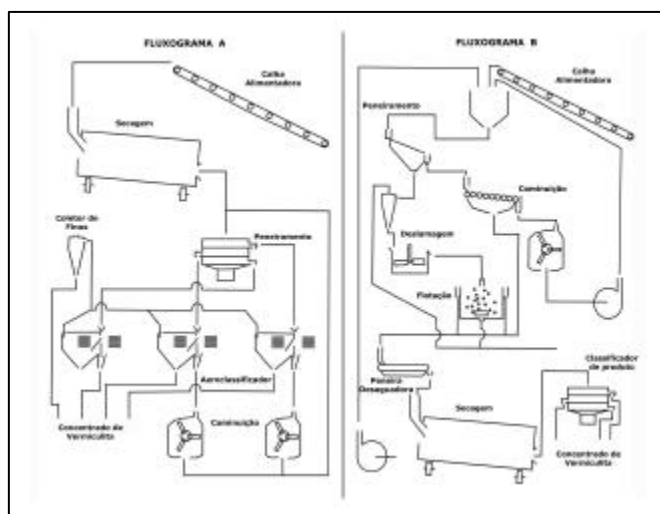 FLUXOGRAMA A
Calha
Alimentadora
Secagem
Coletor de
Finos
Peneiramento
Aeroclassificador
Concentrado de
Vermiculita
Cominuição
FLUXOGRAMA B
Calha
Alimentadora
Peneiramento
Cominuição
Deslamagem
Flotação
Peneira
Desaguadora
Secagem
Classificador
de produto
Concentrado de
Vermiculita